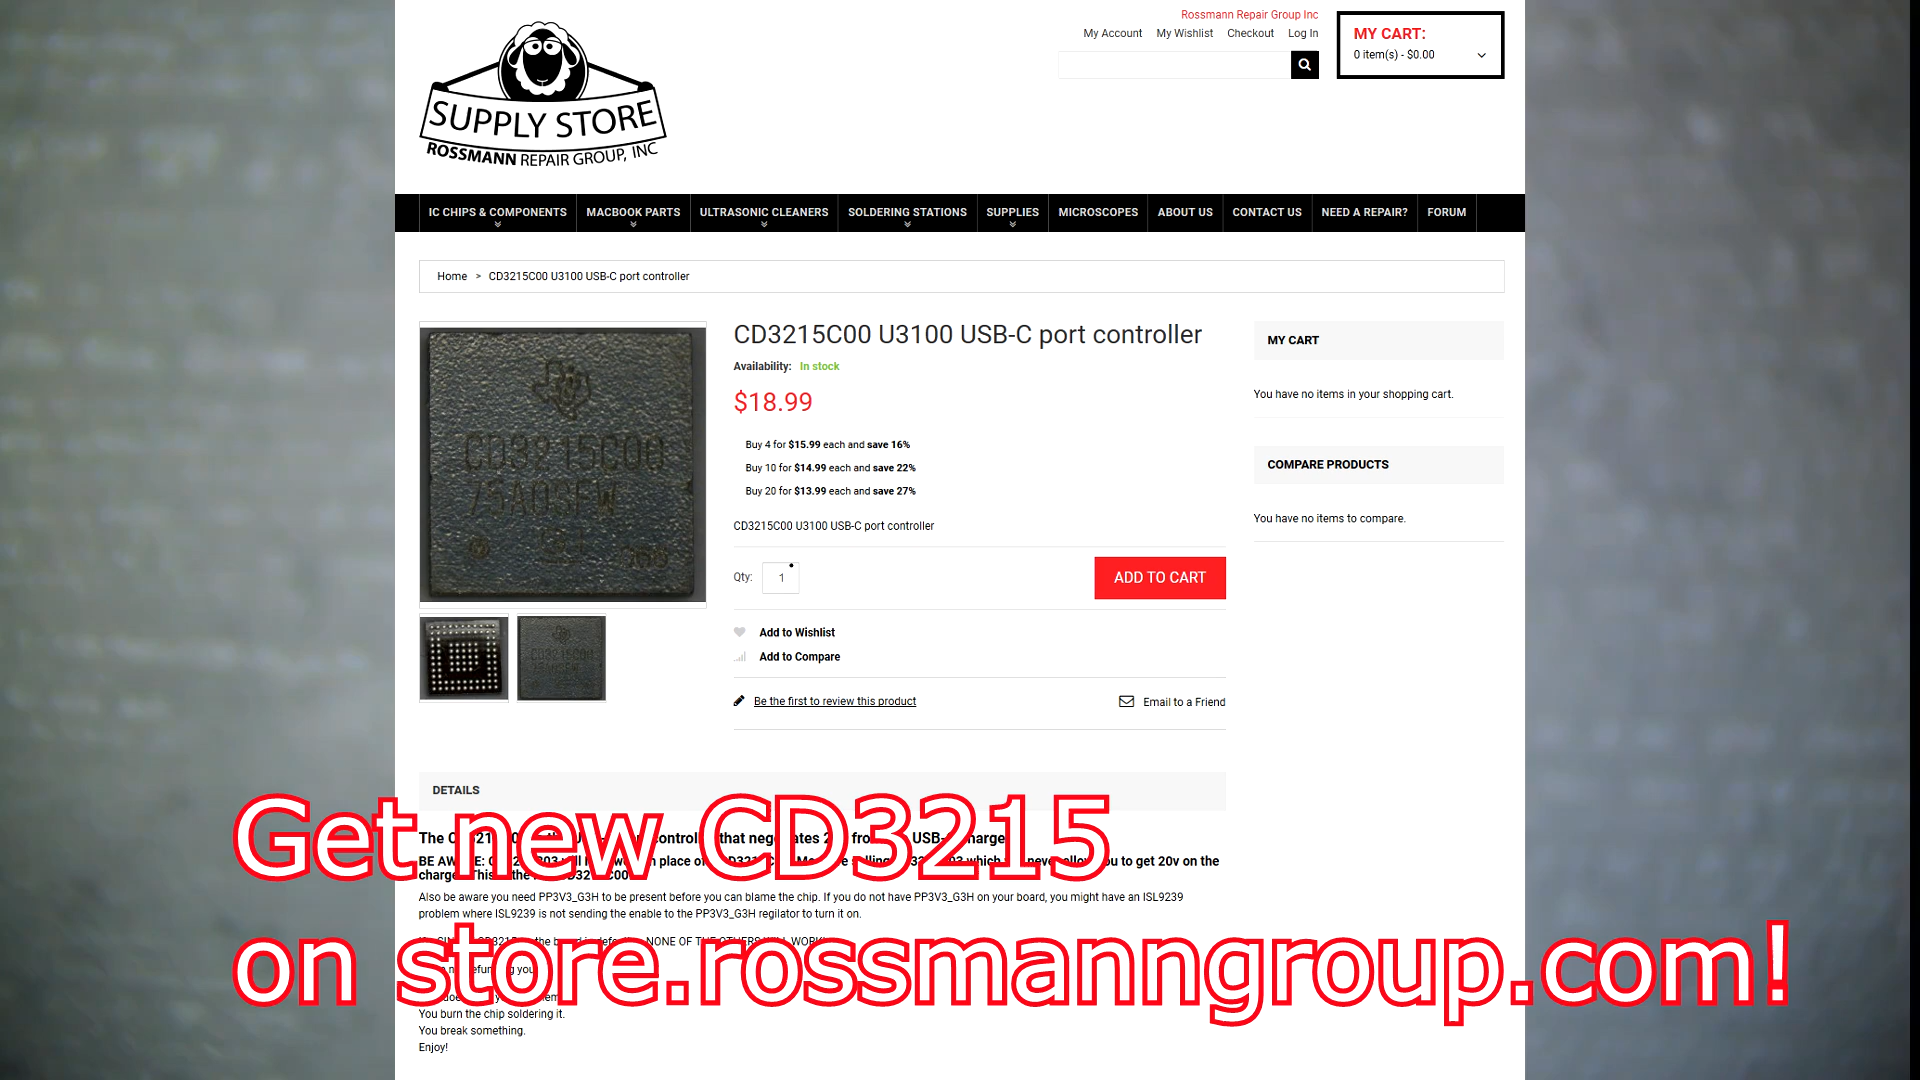 Rossmann Repair Group Inc
My Account My Wishlist Checkout Log In
MY CART:
0 item(s) - $0.00
SUPPLY STORE
ROSSMANN REPAIR GROUP, INC
IC CHIPS & COMPONENTS MACBOOK PARTS ULTRASONIC CLEANERS SOLDERING STATIONS SUPPLIES MICROSCOPES ABOUT US CONTACT US NEED A REPAIR? FORUM
Home > CD3215C00 U3100 USB-C port controller
CD3215C00
CD3215C00 U3100 USB-C port controller
Availability: In stock
$18.99
Buy 4 for $15.99 each and save 16%
Buy 10 for $14.99 each and save 22%
Buy 20 for $13.99 each and save 27%
CD3215C00 U3100 USB-C port controller
Qty: 1
ADD TO CART
Add to Wishlist
Add to Compare
Be the first to review this product
Email to a Friend
MY CART
You have no items in your shopping cart.
COMPARE PRODUCTS
You have no items to compare.
DETAILS
Get new CD3215
on store.rossmanngroup.com!
The that
BE to get 20v on the
Also be aware you need PP3V3_G3H to be present before you can blame the chip. If you do not have PP3V3_G3H on your board, you might have an ISL9239
problem where ISL9239 is not sending the enable to the PP3V3_G3H regilator to turn it on.
You burn the chip soldering it.
You break something.
Enjoy!